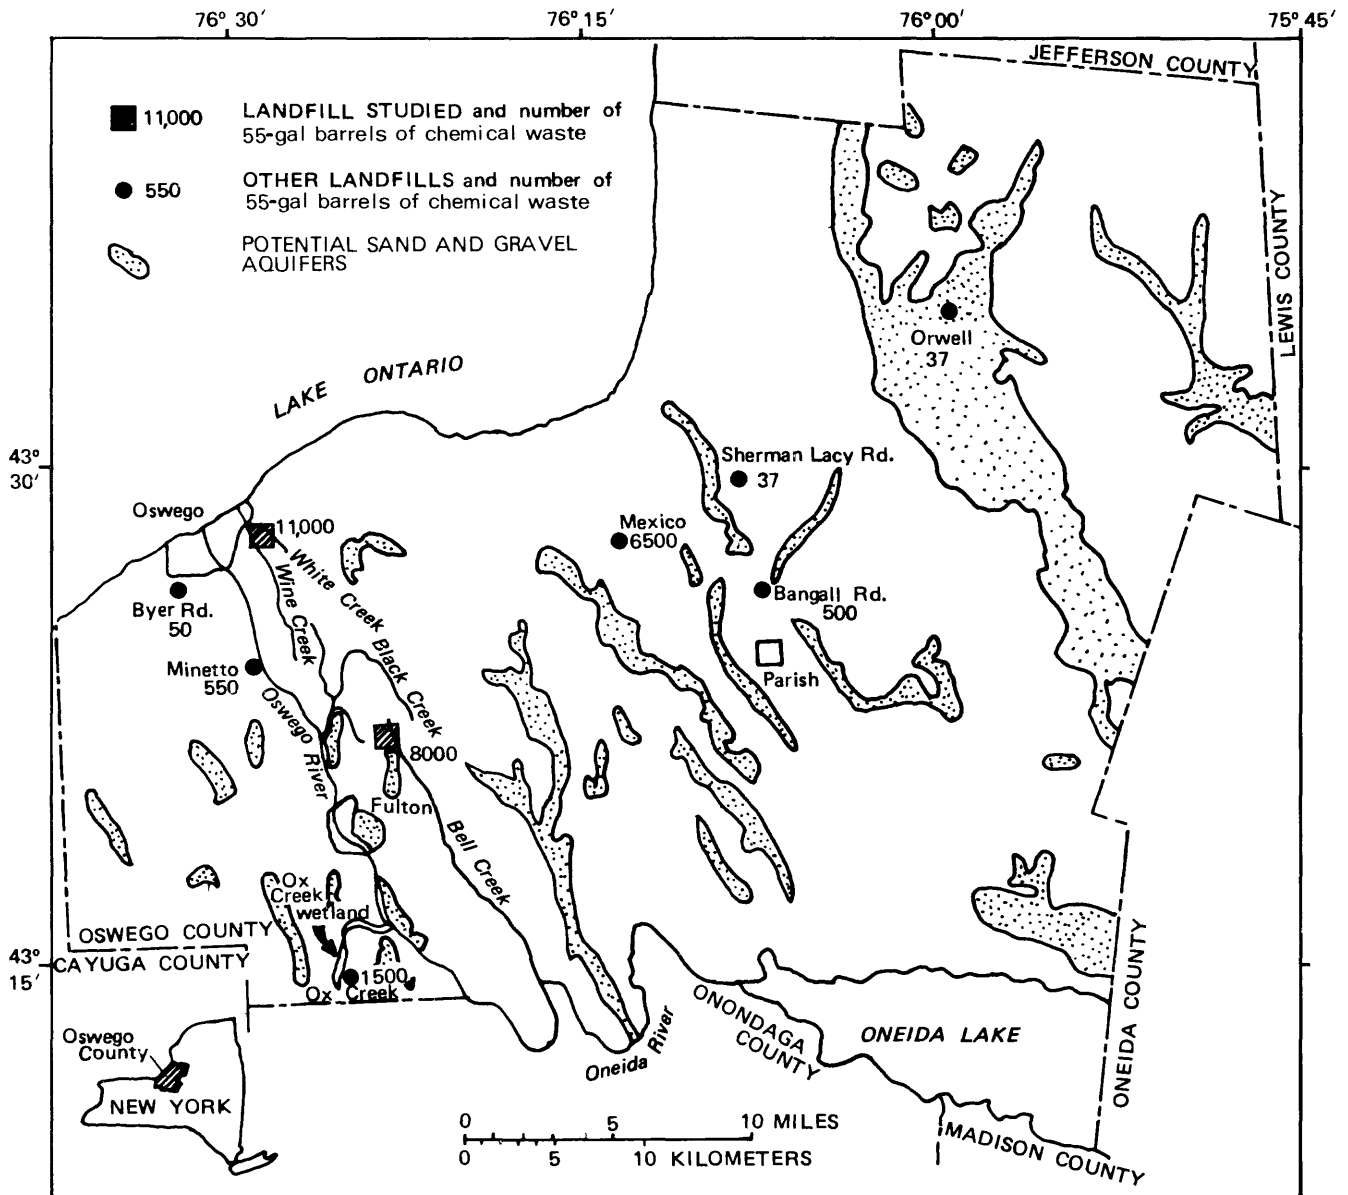 76° 30′
76° 15′
76° 00′
75° 45′
JEFFERSON COUNTY
11,000
LANDFILL STUDIED and number of
55-gal barrels of chemical waste
550
OTHER LANDFILLS and number of
55-gal barrels of chemical waste
POTENTIAL SAND AND GRAVEL
AQUIFERS
LEWIS COUNTY
Orwell
37
LAKE ONTARIO
43°
30′
Sherman Lacy Rd.
37
Oswego
11,000
Mexico
6500
White Creek
Wine Creek
Byer Rd.
50
Bangall Rd.
500
Black Creek
Minetto
550
Parish
Oswego River
8000
Fulton
Bell Creek
Ox
Creek
wetland
OSWEGO COUNTY
43°
15′
CAYUGA COUNTY
1500
Ox Creek
ONONDAGA
COUNTY
ONEIDA LAKE
ONEIDA COUNTY
Oneida River
Oswego
County
NEW YORK
0 5 10 MILES
0 5 10 KILOMETERS
MADISON COUNTY